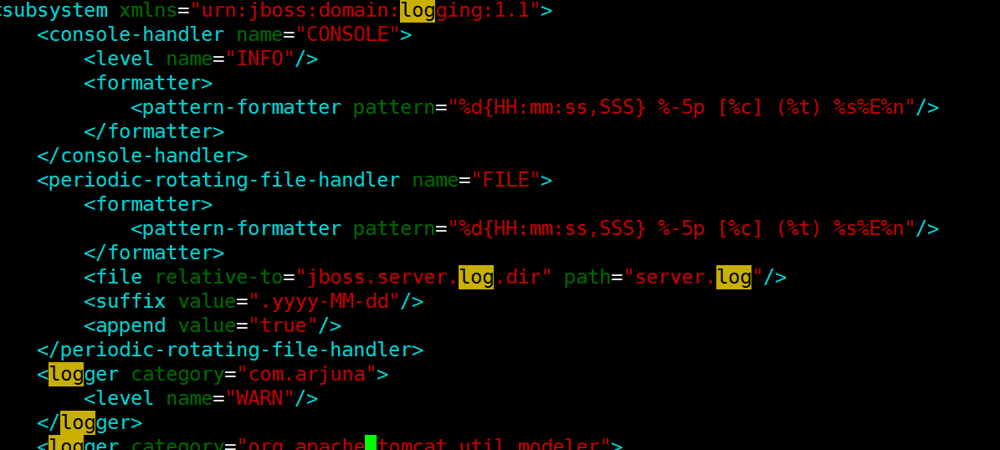 <subsystem xmlns="urn:jboss:domain:logging:1.1">
<console-handler name="CONSOLE">
<level name="INFO"/>
<formatter>
<pattern-formatter pattern="%d{HH:mm:ss,SSS} %-5p [%c] (%t) %s%E%n"/>
</formatter>
</console-handler>
<periodic-rotating-file-handler name="FILE">
<formatter>
<pattern-formatter pattern="%d{HH:mm:ss,SSS} %-5p [%c] (%t) %s%E%n"/>
</formatter>
<file relative-to="jboss.server.log.dir" path="server.log"/>
<suffix value=".yyyy-MM-dd"/>
<append value="true"/>
</periodic-rotating-file-handler>
<logger category="com.arjuna">
<level name="WARN"/>
</logger>
<logger category="org.apache.tomcat.util.modeler">